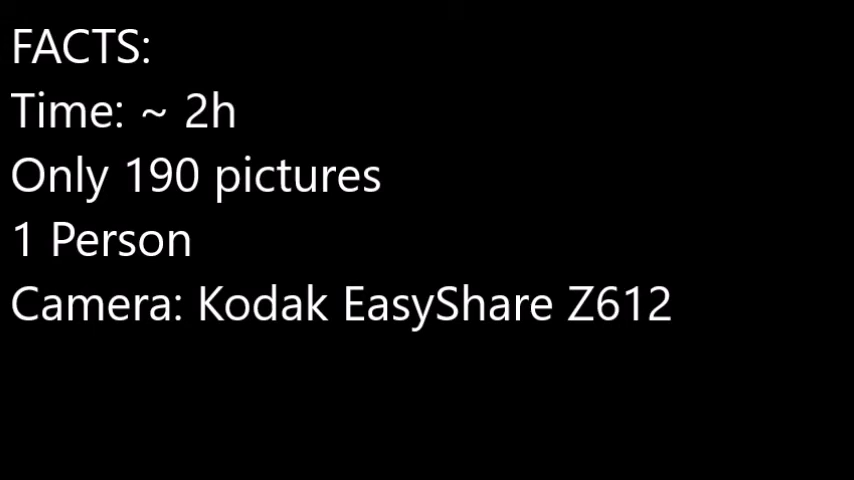 FACTS:
Time: ~ 2h
Only 190 pictures
1 Person
Camera: Kodak EasyShare Z612